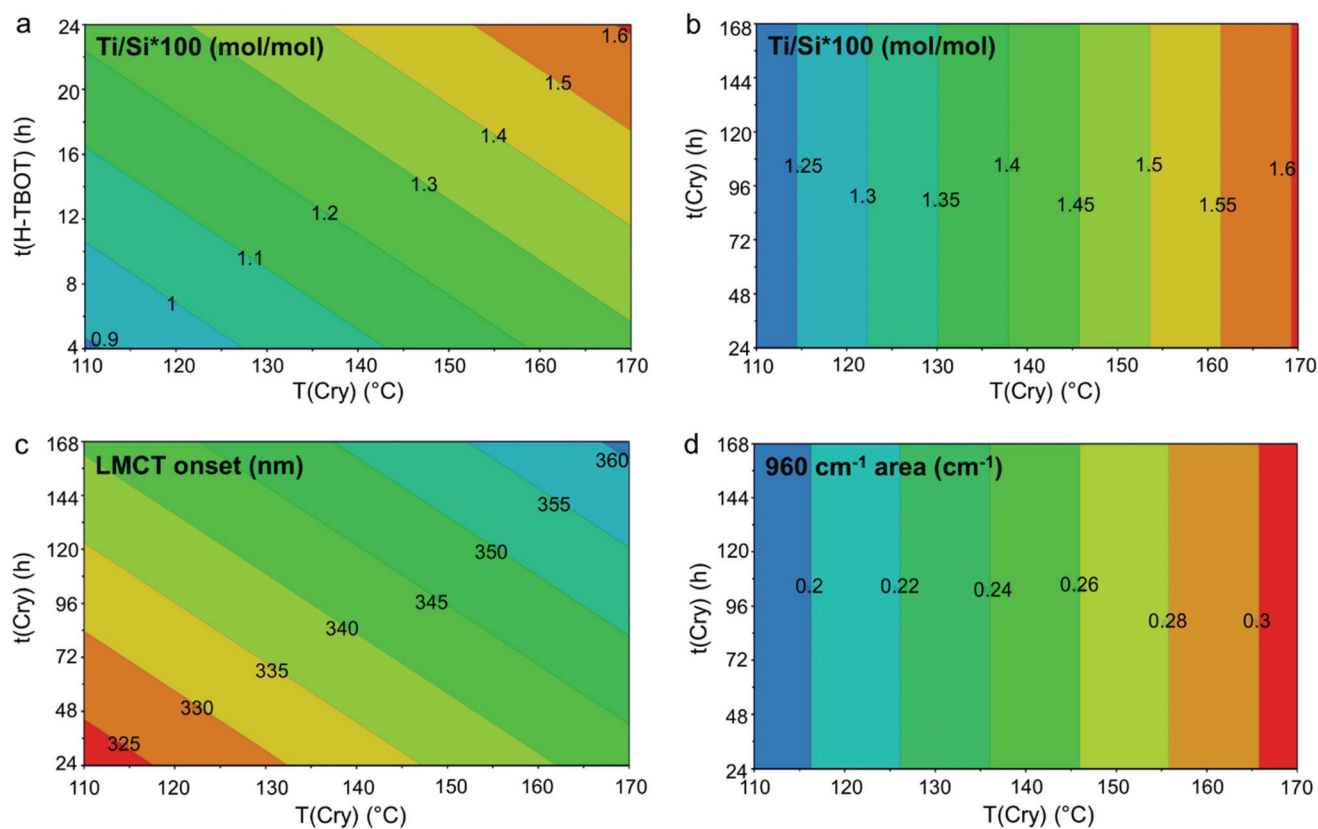 a
Ti/Si*100 (mol/mol)
24
20
16
12
8
4
t(H-TBOT) (h)
1.6
1.5
1.4
1.3
1.2
1.1
1
0.9
110 120 130 140 150 160 170
T(Cry) (°C)
b
Ti/Si*100 (mol/mol)
168
144
120
96
72
48
24
t(Cry) (h)
1.25 1.3 1.35 1.4 1.45 1.5 1.55 1.6
110 120 130 140 150 160 170
T(Cry) (°C)
c
LMCT onset (nm)
168
144
120
96
72
48
24
t(Cry) (h)
360
355
350
345
340
335
330
325
110 120 130 140 150 160 170
T(Cry) (°C)
d
960 cm⁻¹ area (cm⁻¹)
168
144
120
96
72
48
24
t(Cry) (h)
0.2 0.22 0.24 0.26 0.28 0.3
110 120 130 140 150 160 170
T(Cry) (°C)